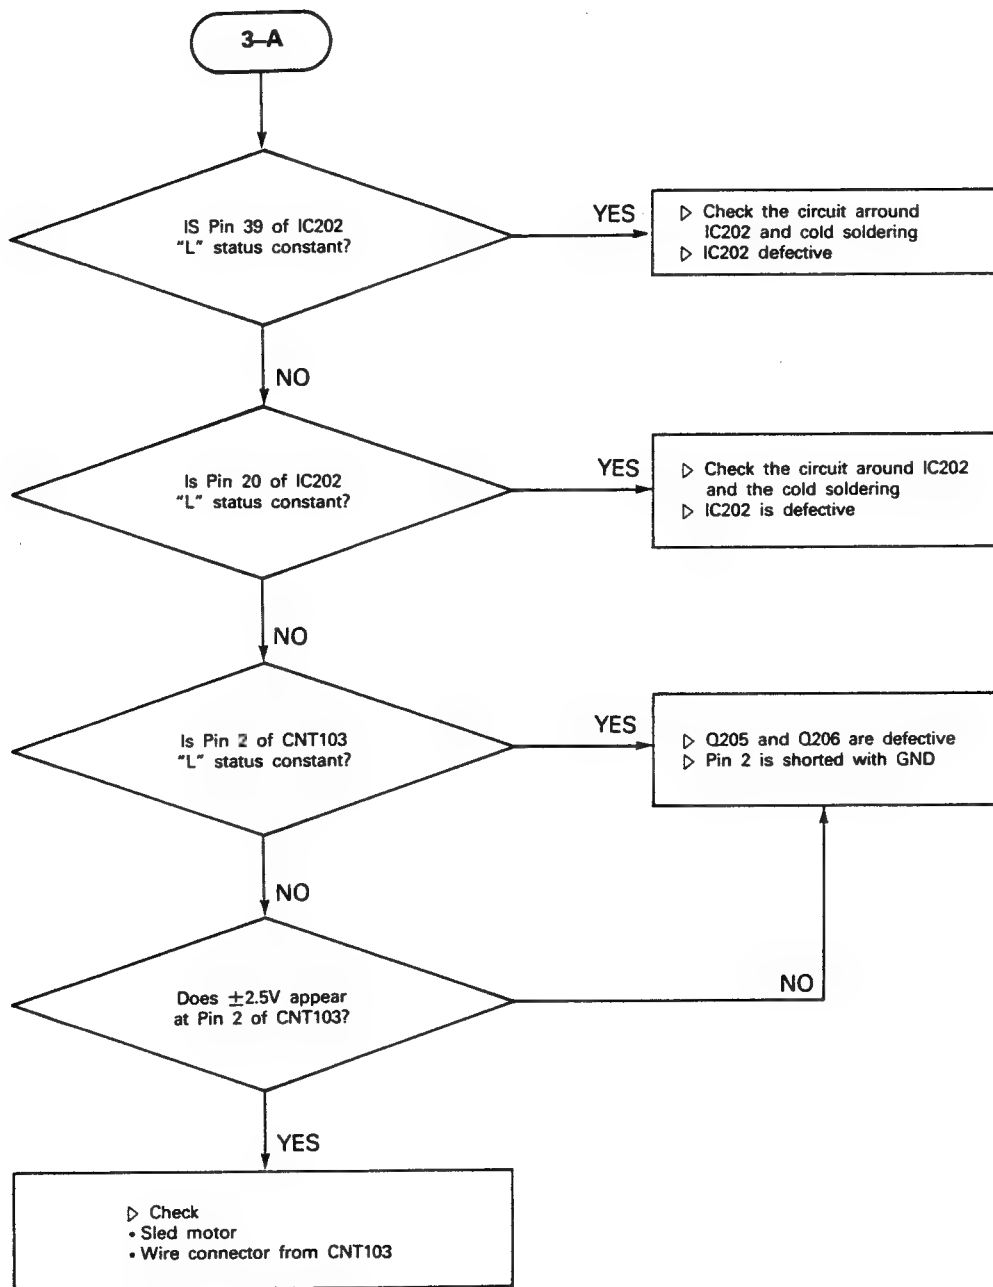 3–A
IS Pin 39 of IC202
"L" status constant?
YES
▷ Check the circuit arround
IC202 and cold soldering
▷ IC202 defective
NO
Is Pin 20 of IC202
"L" status constant?
YES
▷ Check the circuit around IC202
and the cold soldering
▷ IC202 is defective
NO
Is Pin 2 of CNT103
"L" status constant?
YES
▷ Q205 and Q206 are defective
▷ Pin 2 is shorted with GND
NO
Does ±2.5V appear
at Pin 2 of CNT103?
NO
YES
▷ Check
• Sled motor
• Wire connector from CNT103